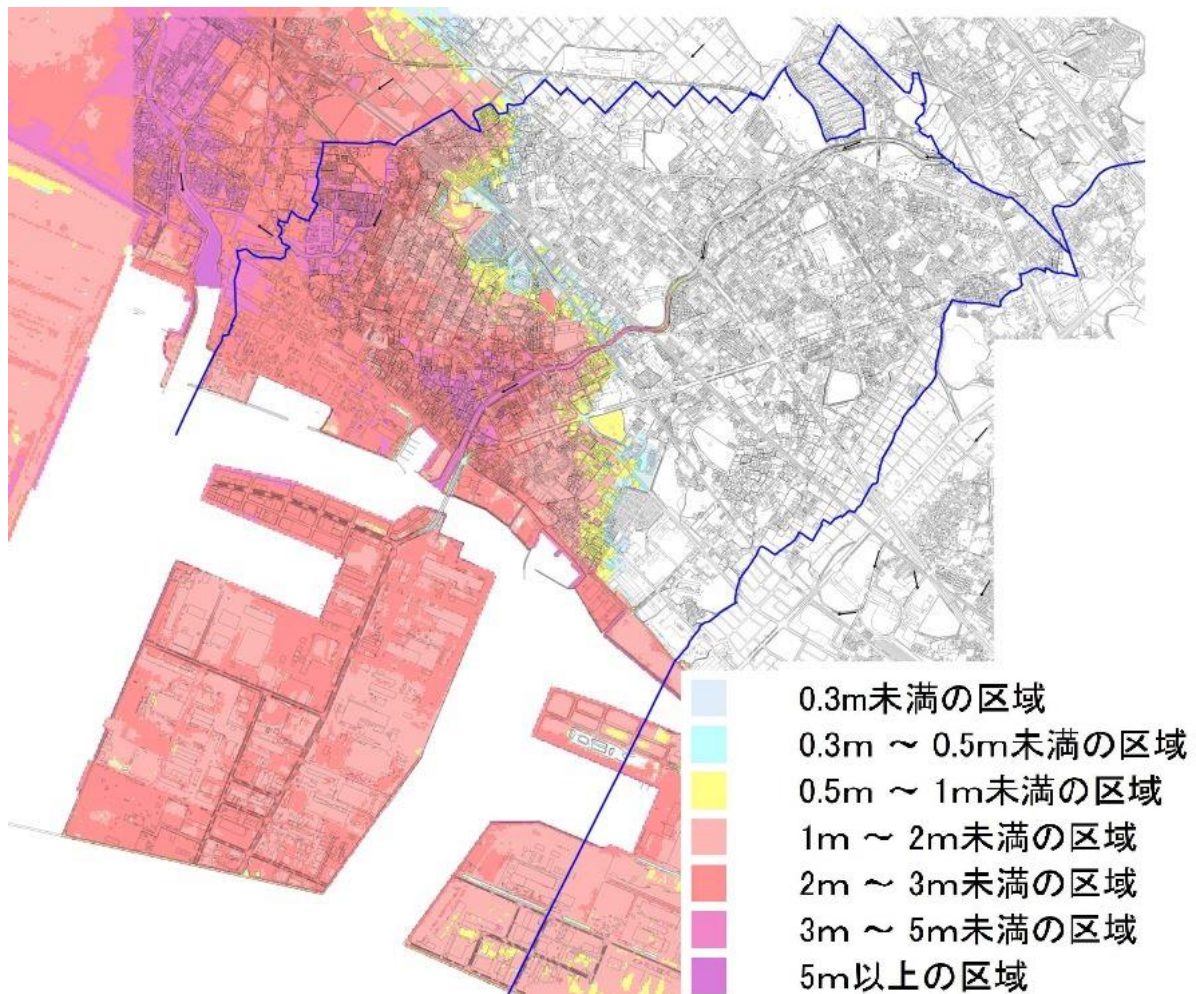 0.3m未満の区域
0.3m ～ 0.5m未満の区域
0.5m ～ 1m未満の区域
1m ～ 2m未満の区域
2m ～ 3m未満の区域
3m ～ 5m未満の区域
5m以上の区域